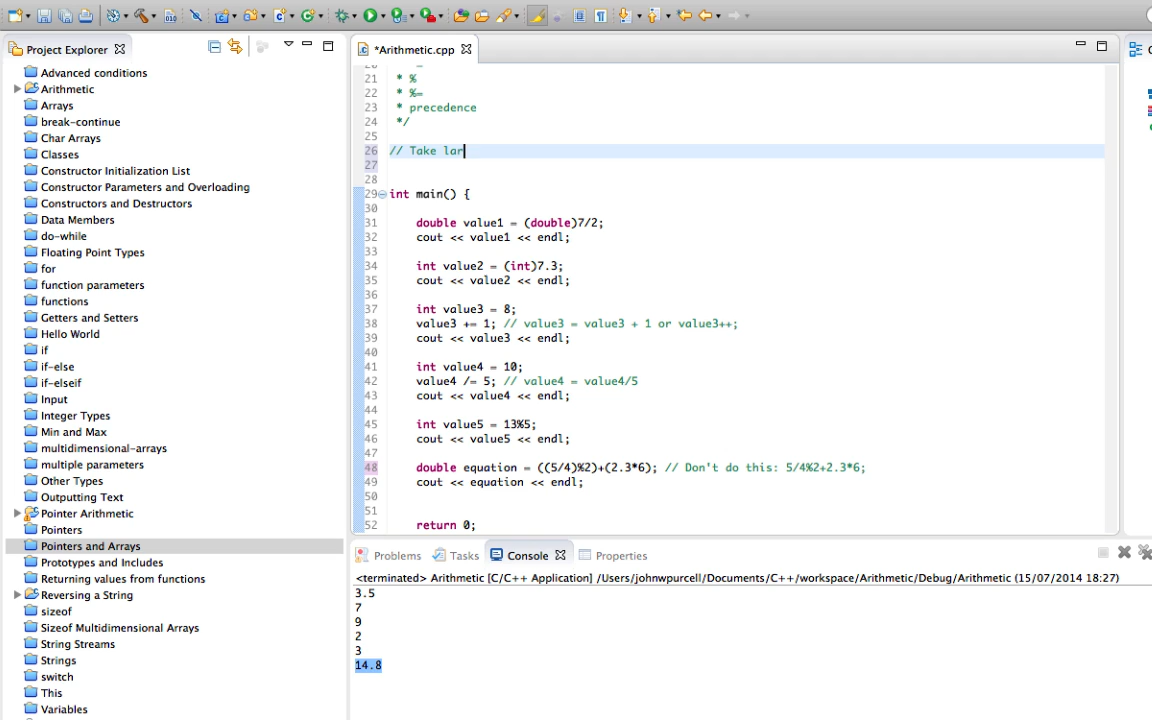 Project Explorer
Advanced conditions
Arithmetic
Arrays
break-continue
Char Arrays
Classes
Constructor Initialization List
Constructor Parameters and Overloading
Constructors and Destructors
Data Members
do-while
Floating Point Types
for
function parameters
functions
Getters and Setters
Hello World
if
if-else
if-elseif
Input
Integer Types
Min and Max
multidimensional-arrays
multiple parameters
Other Types
Outputting Text
Pointer Arithmetic
Pointers
Pointers and Arrays
Prototypes and Includes
Returning values from functions
Reversing a String
sizeof
Sizeof Multidimensional Arrays
String Streams
Strings
switch
This
Variables
*Arithmetic.cpp
21 * %
22 * %=
23 * precedence
24 */
25
26 // Take lar
27
28
29 int main() {
30
31 double value1 = (double)7/2;
32 cout << value1 << endl;
33
34 int value2 = (int)7.3;
35 cout << value2 << endl;
36
37 int value3 = 8;
38 value3 += 1; // value3 = value3 + 1 or value3++;
39 cout << value3 << endl;
40
41 int value4 = 10;
42 value4 /= 5; // value4 = value4/5
43 cout << value4 << endl;
44
45 int value5 = 13%5;
46 cout << value5 << endl;
47
48 double equation = ((5/4)%2)+(2.3*6); // Don't do this: 5/4%2+2.3*6;
49 cout << equation << endl;
50
51
52 return 0;
Problems Tasks Console Properties
<terminated> Arithmetic [C/C++ Application] /Users/johnwpurcell/Documents/C++/workspace/Arithmetic/Debug/Arithmetic (15/07/2014 18:27)
3.5
7
9
2
3
14.8